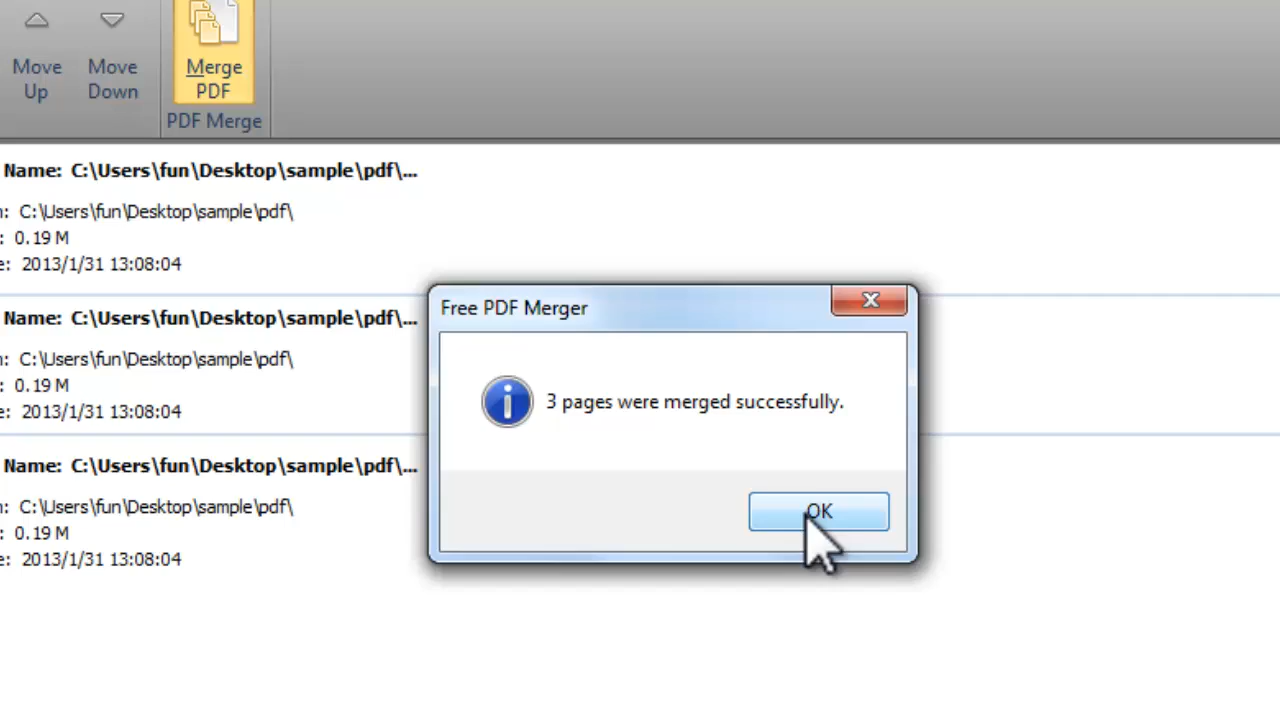 Move Up
Move Down
Merge PDF
PDF Merge
Name: C:\Users\fun\Desktop\sample\pdf\...
n: C:\Users\fun\Desktop\sample\pdf\
: 0.19 M
e: 2013/1/31 13:08:04
Name: C:\Users\fun\Desktop\sample\pdf\...
n: C:\Users\fun\Desktop\sample\pdf\
: 0.19 M
e: 2013/1/31 13:08:04
Name: C:\Users\fun\Desktop\sample\pdf\...
n: C:\Users\fun\Desktop\sample\pdf\
: 0.19 M
e: 2013/1/31 13:08:04
Free PDF Merger
3 pages were merged successfully.
OK